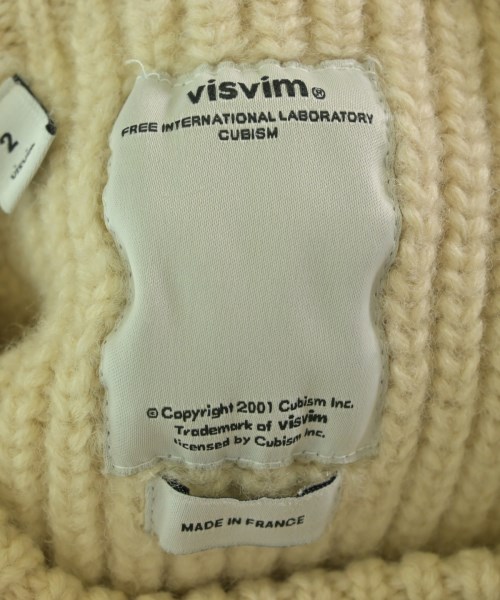 visvim®
FREE INTERNATIONAL LABORATORY
CUBISM
2
visvim
© Copyright 2001 Cubism Inc.
Trademark of visvim
licensed by Cubism Inc.
MADE IN FRANCE